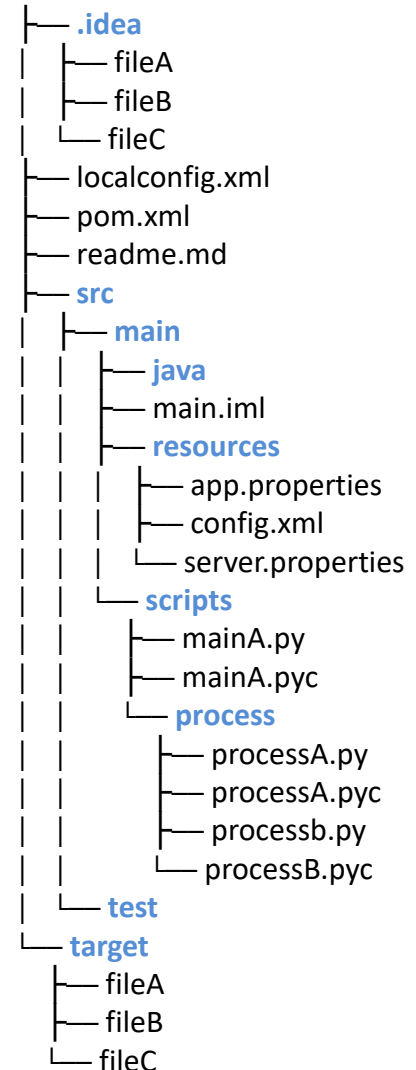 .idea
fileA
fileB
fileC
localconfig.xml
pom.xml
readme.md
src
main
java
main.iml
resources
app.properties
config.xml
server.properties
scripts
mainA.py
mainA.pyc
process
processA.py
processA.pyc
processb.py
processB.pyc
test
target
fileA
fileB
fileC